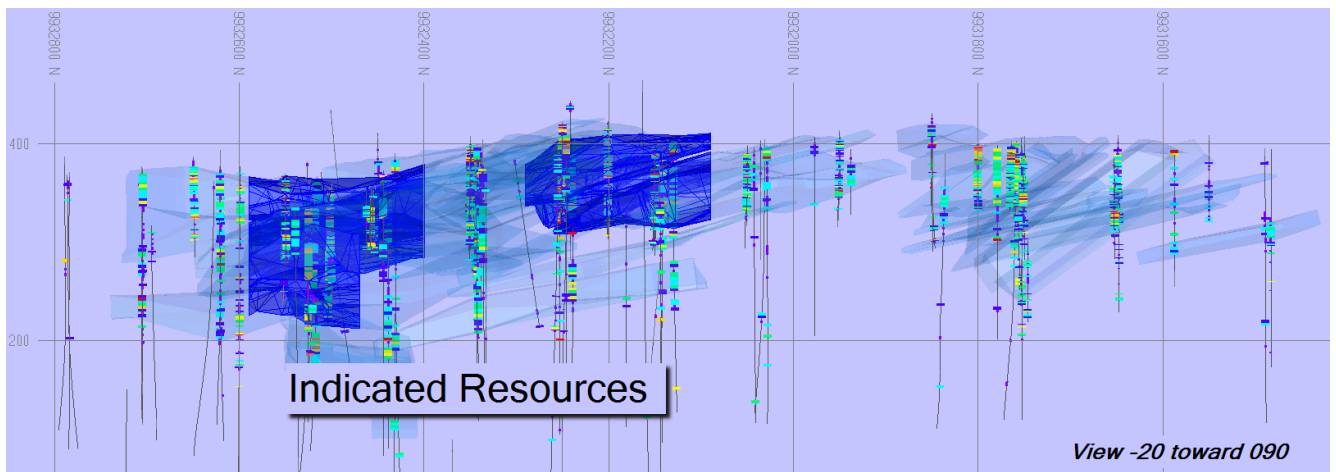 9932800 N
9932600 N
9932400 N
9932200 N
9932000 N
9931800 N
9931600 N
400
200
Indicated Resources
View -20 toward 090